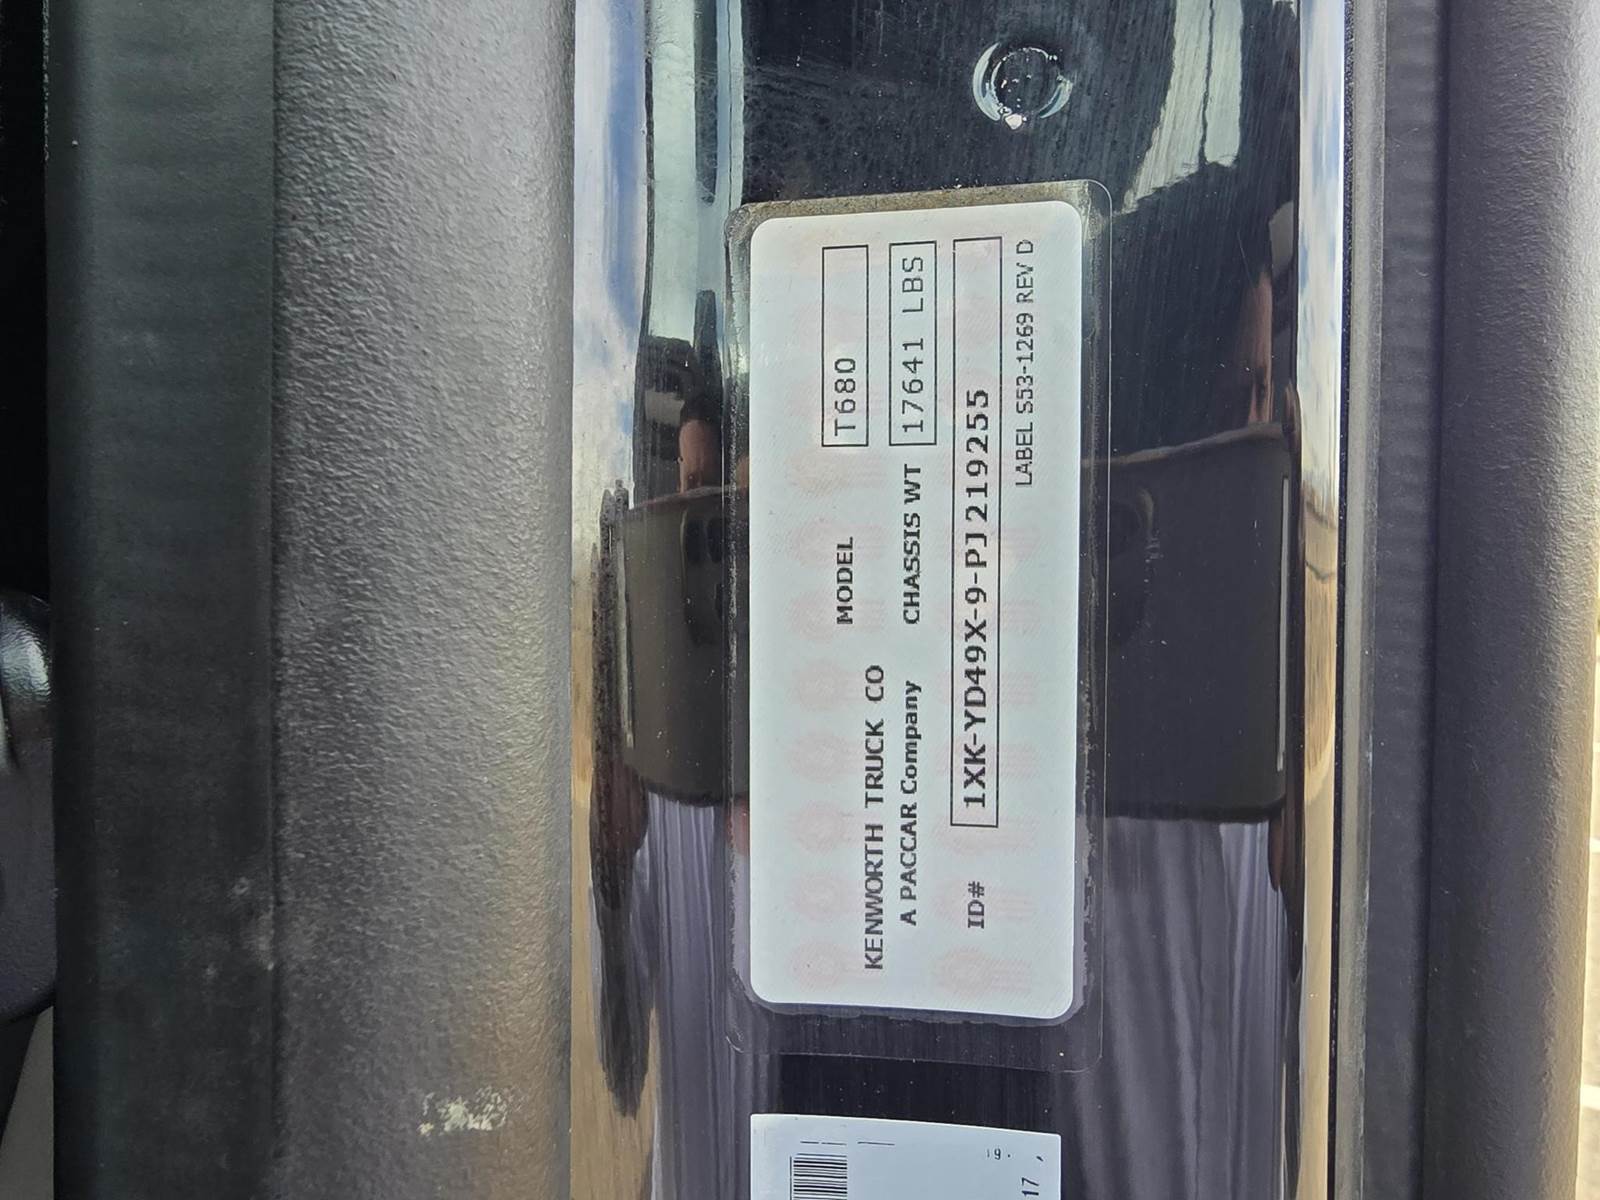 KENWORTH TRUCK CO
MODEL T680
A PACCAR Company
CHASSIS WT 17641 LBS
ID# 1XK-YD49X-9-PJ219255
LABEL S53-1269 REV D
17